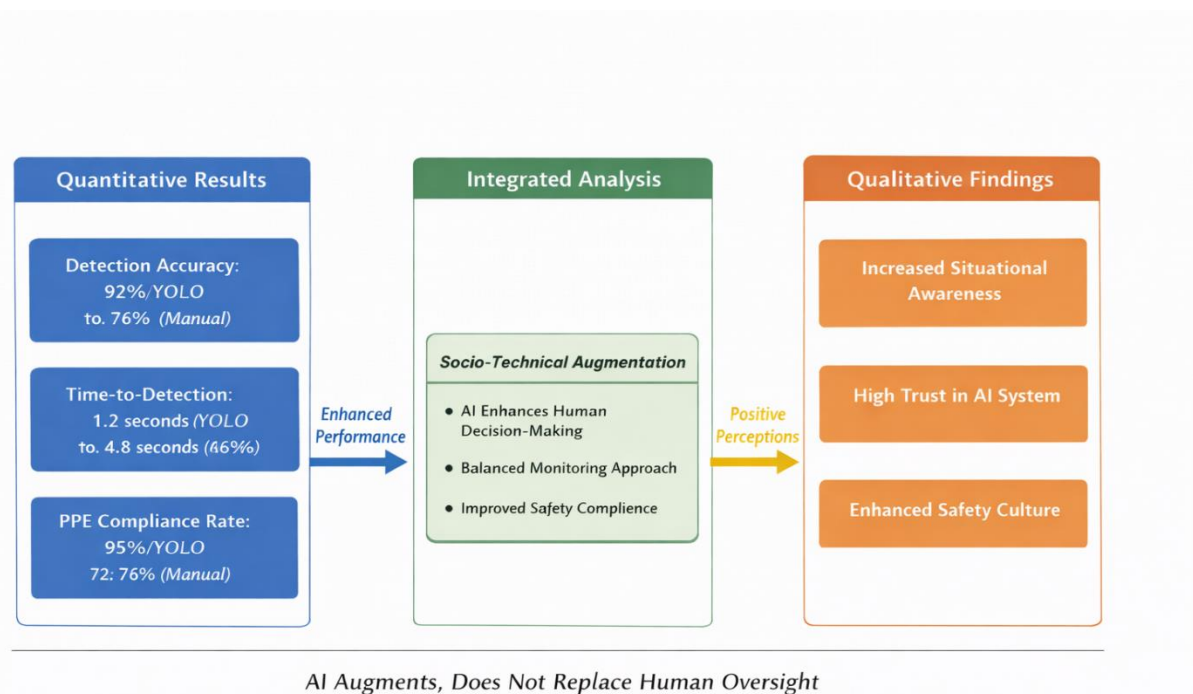 Quantitative Results
Detection Accuracy:
92%/YOLO
to. 76% (Manual)
Time-to-Detection:
1.2 seconds (YOLO
to. 4.8 seconds
PPE Compliance Rate:
95%/YOLO
72: 76% (Manual)
Enhanced
Performance
Integrated Analysis
Socio-Technical Augmentation
• AI Enhances Human
Decision-Making
• Balanced Monitoring Approach
• Improved Safety Complience
Positive
Perceptions
Qualitative Findings
Increased Situational
Awareness
High Trust in AI System
Enhanced Safety Culture
AI Augments, Does Not Replace Human Oversight